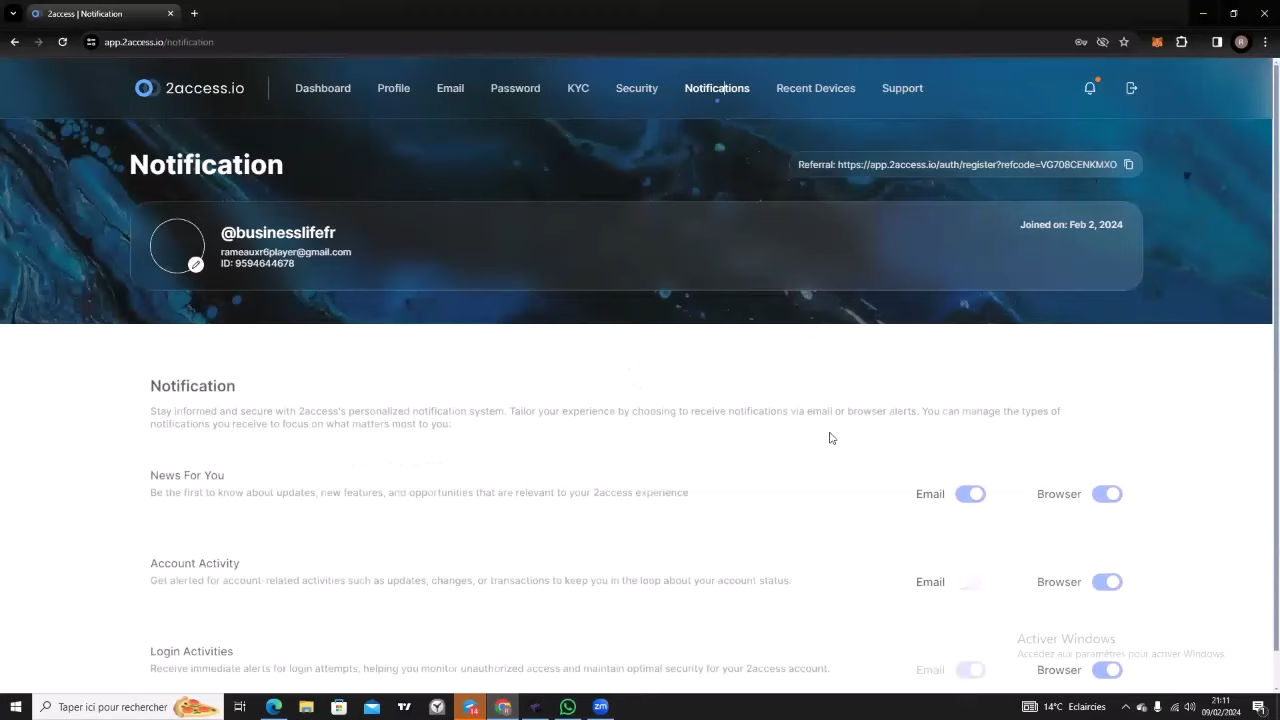 2access | Notification
app.2access.io/notification
R
2access.io
Dashboard
Profile
Email
Password
KYC
Security
Notifications
Recent Devices
Support
Notification
Referral: https://app.2access.io/auth/register?refcode=VG708CENKMXO
@businesslifefr
Joined on: Feb 2, 2024
rameauxr6player@gmail.com
ID: 9594644678
Notification
Stay informed and secure with 2access's personalized notification system. Tailor your experience by choosing to receive notifications via email or browser alerts. You can manage the types of
notifications you receive to focus on what matters most to you:
News For You
Be the first to know about updates, new features, and opportunities that are relevant to your 2access experience
Email
Browser
Account Activity
Get alerted for account-related activities such as updates, changes, or transactions to keep you in the loop about your account status.
Email
Browser
Login Activities
Receive immediate alerts for login attempts, helping you monitor unauthorized access and maintain optimal security for your 2access account.
Email
Browser
Activer Windows
Accédez aux paramètres pour activer Windows.
Taper ici pour rechercher
14
zm
14°C Eclaircies
21:11
09/02/2024